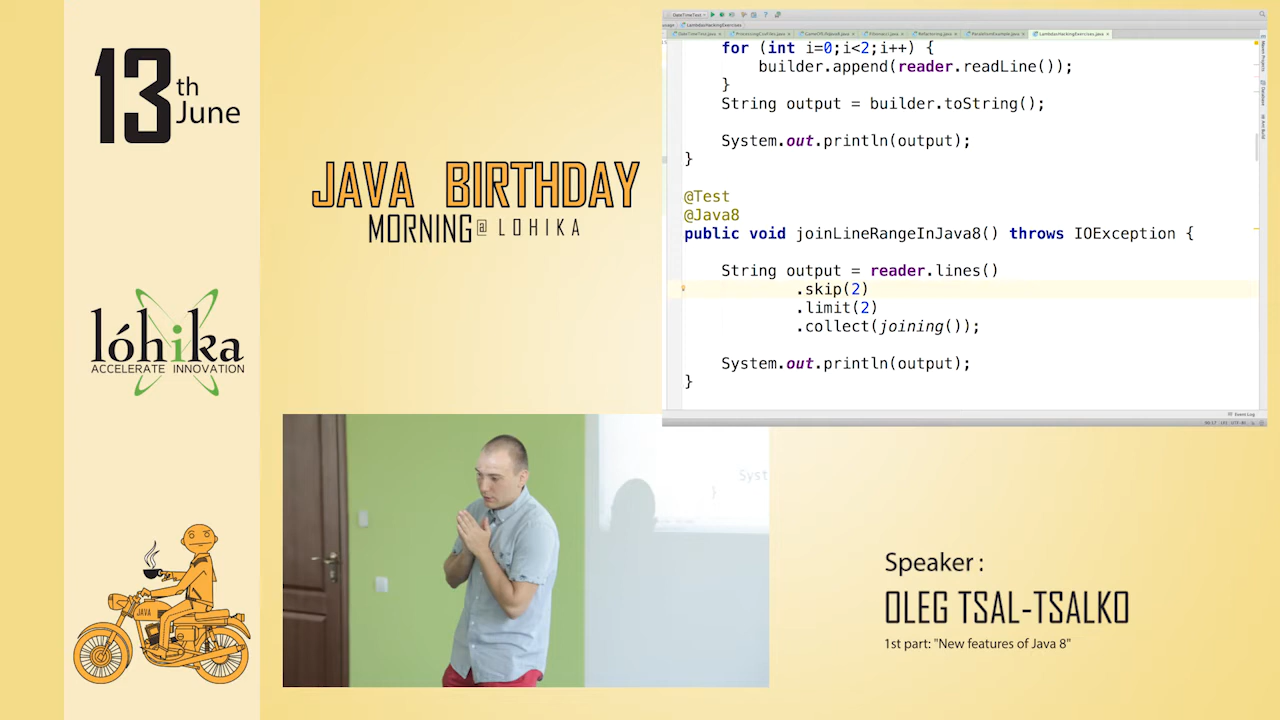 13
th
June
JAVA BIRTHDAY
MORNING @ LOHIKA
lóhika
ACCELERATE INNOVATION
JAVA
for (int i=0;i<2;i++) {
builder.append(reader.readLine());
}
String output = builder.toString();
System.out.println(output);
}
@Test
@Java8
public void joinLineRangeInJava8() throws IOException {
String output = reader.lines()
.skip(2)
.limit(2)
.collect(joining());
System.out.println(output);
}
Event Log
Syst
}
Speaker :
OLEG TSAL-TSALKO
1st part: "New features of Java 8"